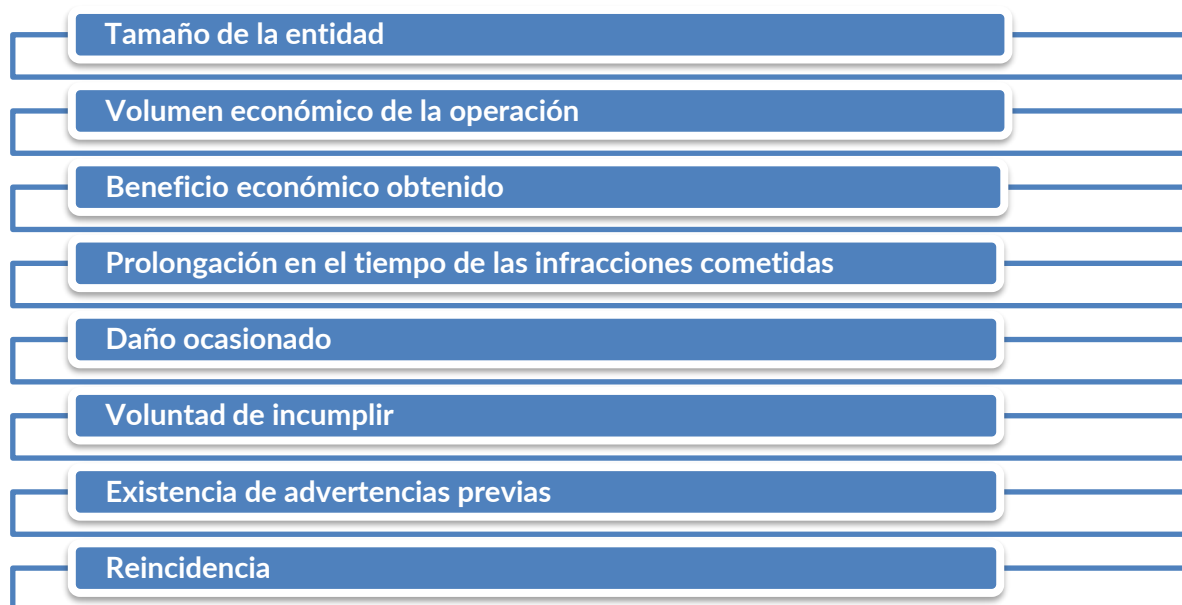 Tamaño de la entidad
Volumen económico de la operación
Beneficio económico obtenido
Prolongación en el tiempo de las infracciones cometidas
Daño ocasionado
Voluntad de incumplir
Existencia de advertencias previas
Reincidencia